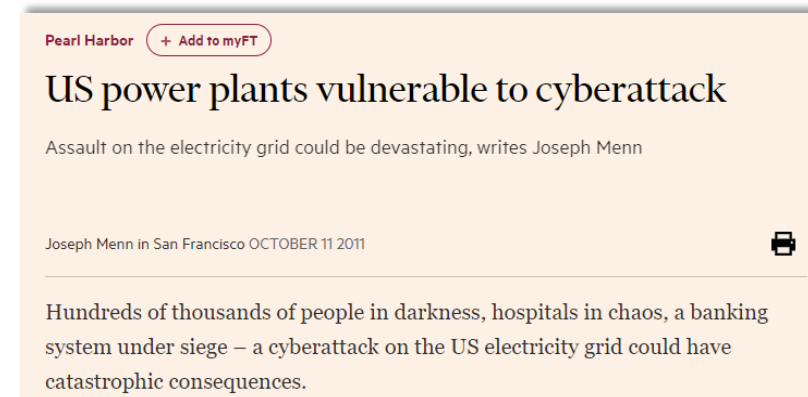 Pearl Harbor + Add to myFT
US power plants vulnerable to cyberattack
Assault on the electricity grid could be devastating, writes Joseph Menn
Joseph Menn in San Francisco OCTOBER 11 2011
Hundreds of thousands of people in darkness, hospitals in chaos, a banking
system under siege – a cyberattack on the US electricity grid could have
catastrophic consequences.